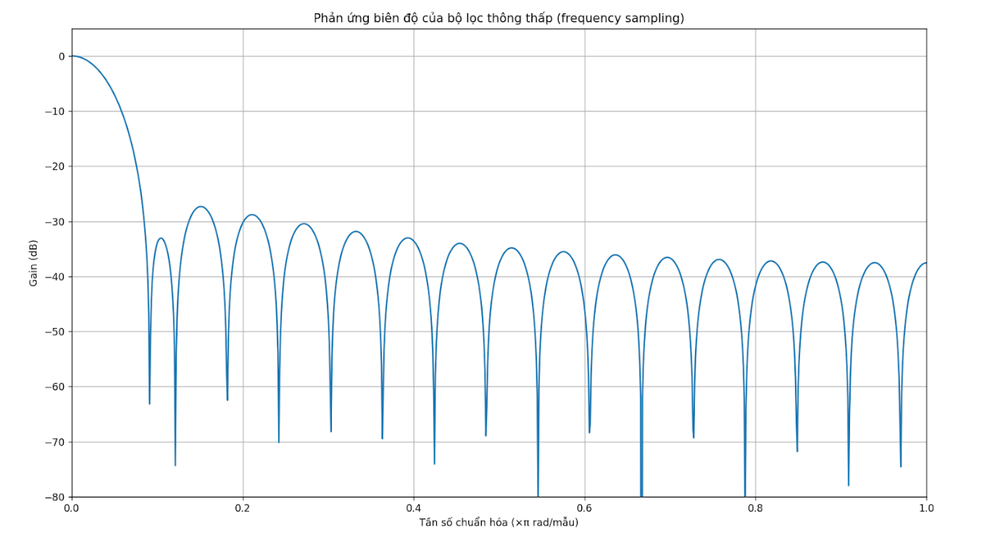 Phản ứng biên độ của bộ lọc thông thấp (frequency sampling)
Gain (dB)
0
−10
−20
−30
−40
−50
−60
−70
−80
0.0 0.2 0.4 0.6 0.8 1.0
Tần số chuẩn hóa (×π rad/mẫu)